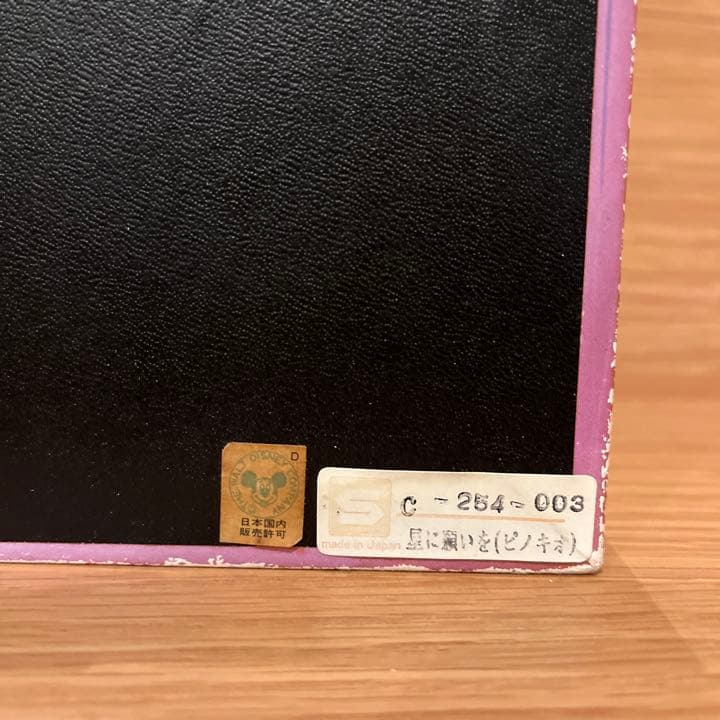 D
© THE WALT DISNEY COMPANY
日本国内
販売許可
S
C - 254 - 003
made in Japan
星に願いを(ピノキオ)